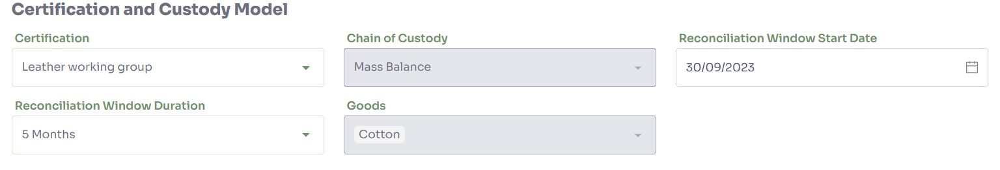 Certification and Custody Model
Certification
Chain of Custody
Reconciliation Window Start Date
Leather working group
Mass Balance
30/09/2023
Reconciliation Window Duration
Goods
5 Months
Cotton